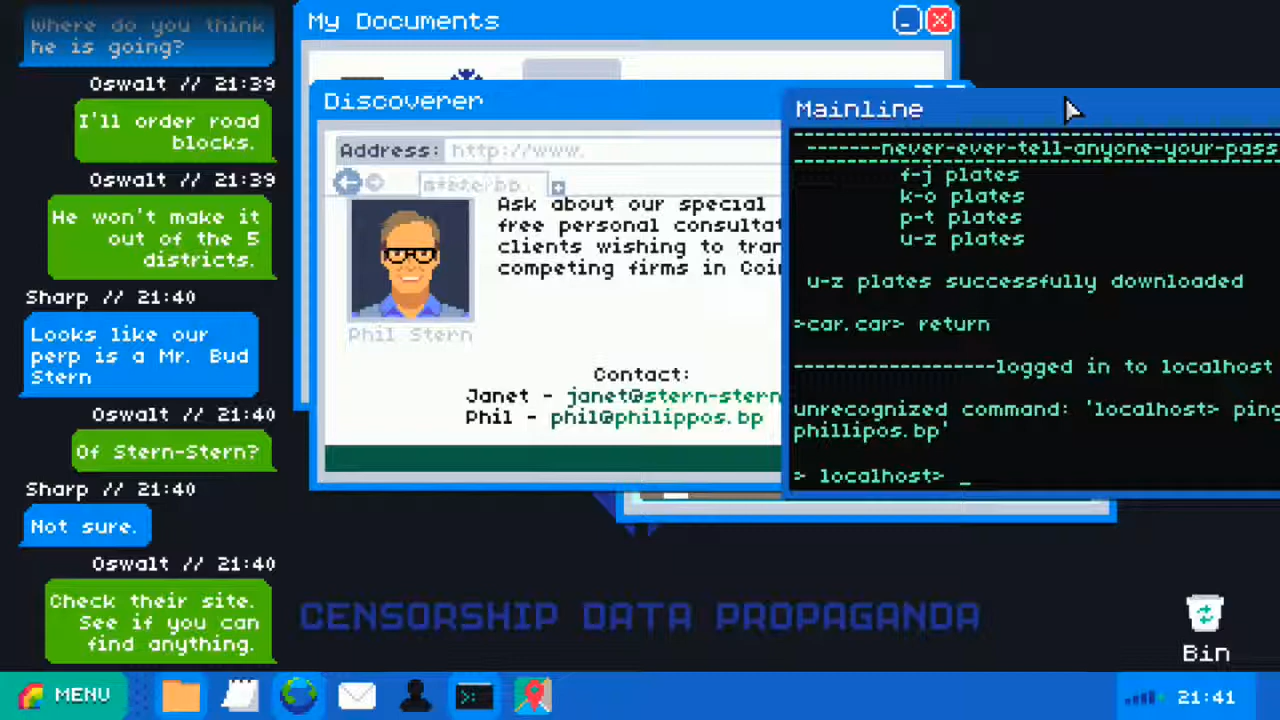 Where do you think
he is going?
Oswalt // 21:39
I'll order road
blocks.
Oswalt // 21:39
He won't make it
out of the 5
districts.
Sharp // 21:40
Looks like our
perp is a Mr. Bud
Stern
Oswalt // 21:40
Of Stern-Stern?
Sharp // 21:40
Not sure.
Oswalt // 21:40
Check their site.
See if you can
find anything.
My Documents
Discoverer
Address: http://www.
Ask about our special
free personal consultat
clients wishing to tran
competing firms in Coi
Phil Stern
Contact:
Janet - janet@stern-stern
Phil - phil@philippos.bp
Mainline
-------never-ever-tell-anyone-your-pass
f-j plates
k-o plates
p-t plates
u-z plates
u-z plates successfully downloaded
>car.car> return
------------------logged in to localhost
unrecognized command: 'localhost> ping
phillipos.bp'
> localhost> _
CENSORSHIP DATA PROPAGANDA
Bin
MENU
21:41